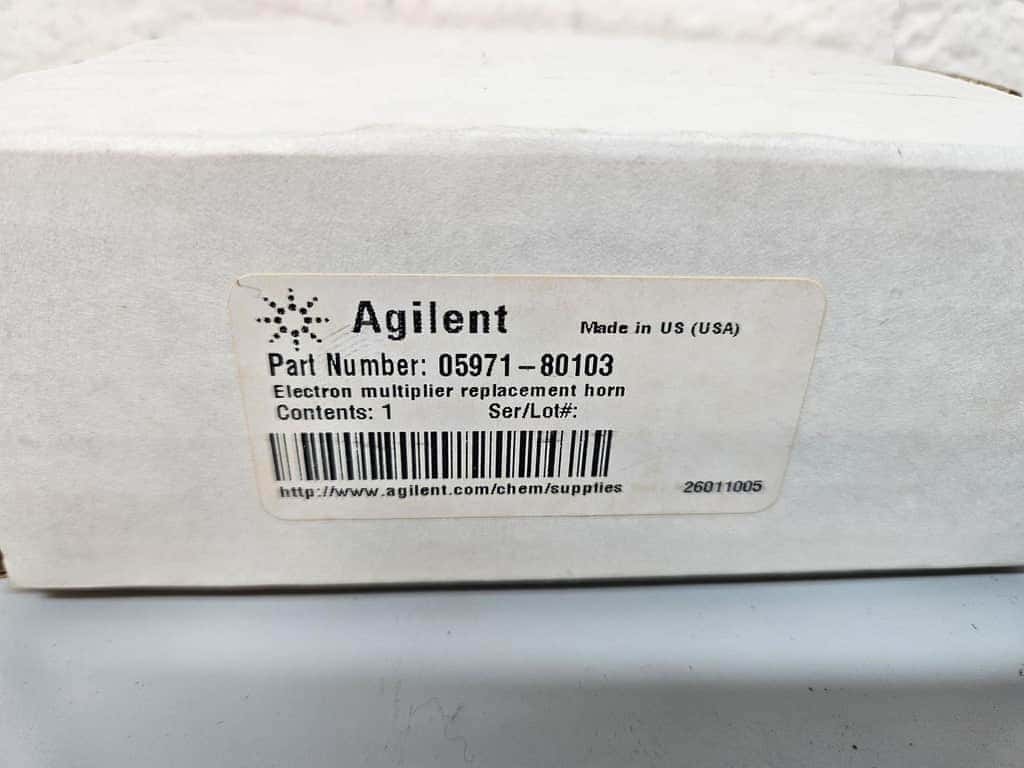 Agilent Made in US (USA)
Part Number: 05971-80103
Electron multiplier replacement horn
Contents: 1 Ser/Lot#:
http://www.agilent.com/chem/supplies 26011005